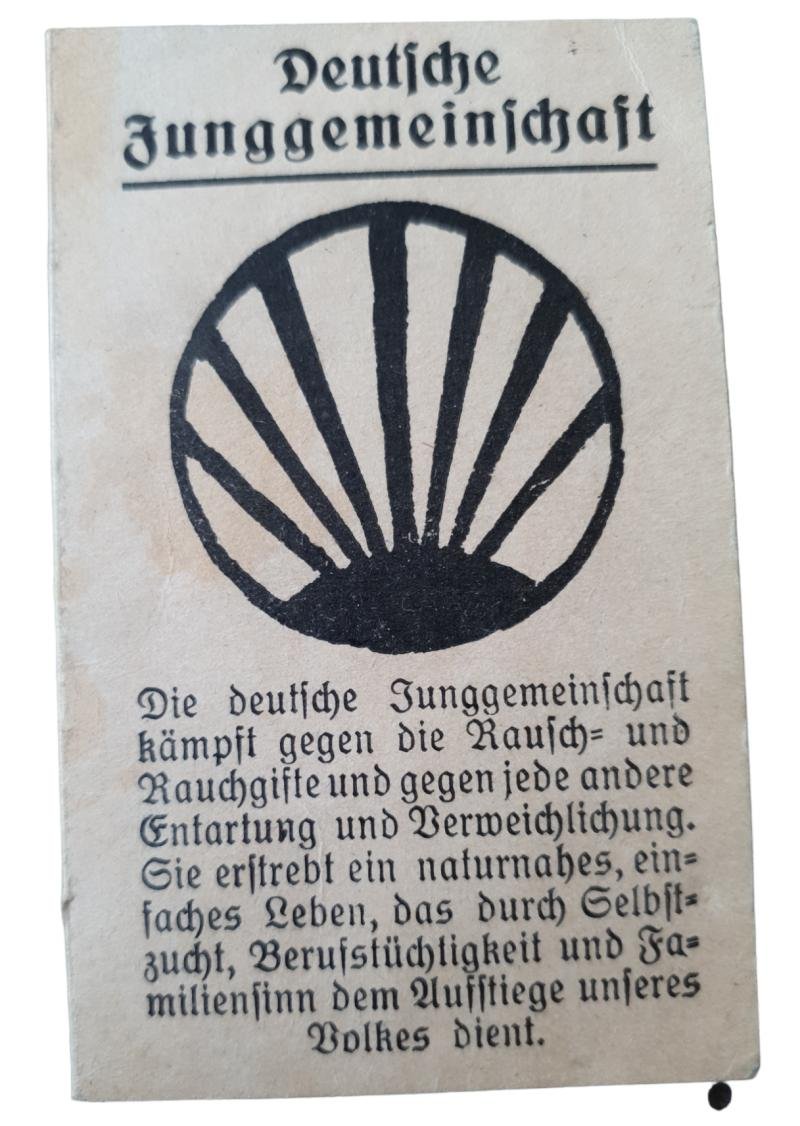 Deutsche
Junggemeinschaft
Die deutsche Junggemeinschaft
kämpft gegen die Rausch= und
Rauchgifte und gegen jede andere
Entartung und Verweichlichung.
Sie erstrebt ein naturnahes, ein=
faches Leben, das durch Selbst=
zucht, Berufstüchtigkeit und Fa=
miliensinn dem Aufstiege unseres
Volkes dient.